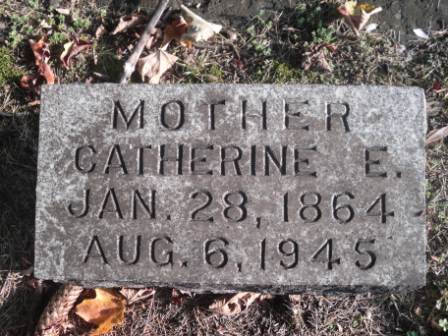 MOTHER
CATHERINE E.
JAN. 28, 1864
AUG. 6, 1945